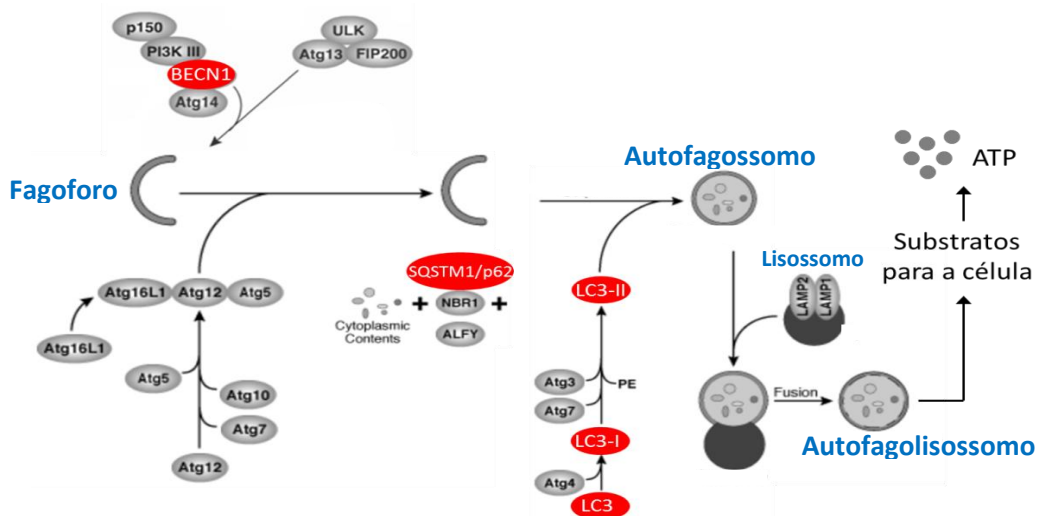 p150
PI3K III
BECN1
Atg14
ULK
Atg13
FIP200
Fagoforo
Autofagossomo
ATP
Substratos
para a célula
Lisossomo
LAMP2
LAMP1
Atg16L1
Atg12
Atg5
Atg16L1
Atg5
Atg10
Atg7
Atg12
Cytoplasmic
Contents
+
SQSTM1/p62
NBR1
ALFY
+
LC3-II
Atg3
PE
Atg7
LC3-I
Atg4
LC3
Fusion
Autofagolisossomo